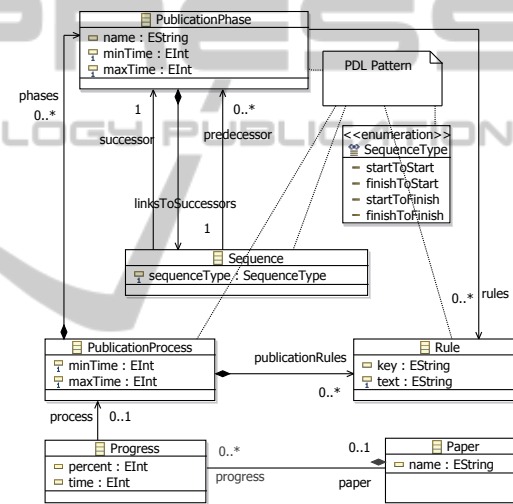 PublicationPhase
name : EString
minTime : EInt
maxTime : EInt
PDL Pattern
phases
0..*
1
0..*
successor
predecessor
<<enumeration>>
SequenceType
startToStart
finishToStart
startToFinish
finishToFinish
linksToSuccessors
1
Sequence
sequenceType : SequenceType
0..*
rules
PublicationProcess
minTime : EInt
maxTime : EInt
publicationRules
0..*
Rule
key : EString
text : EString
process
0..1
Progress
percent : EInt
time : EInt
0..*
progress
0..1
paper
Paper
name : EString